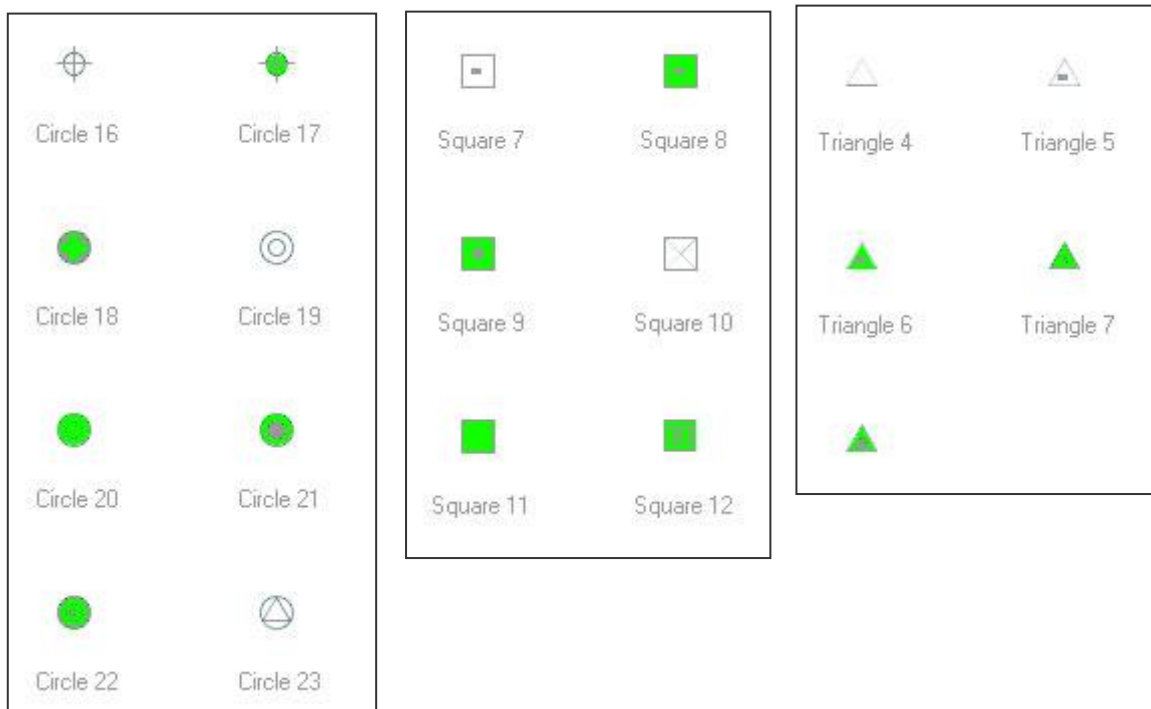 Circle 16 Circle 17
Circle 18 Circle 19
Circle 20 Circle 21
Circle 22 Circle 23
Square 7 Square 8
Square 9 Square 10
Square 11 Square 12
Triangle 4 Triangle 5
Triangle 6 Triangle 7